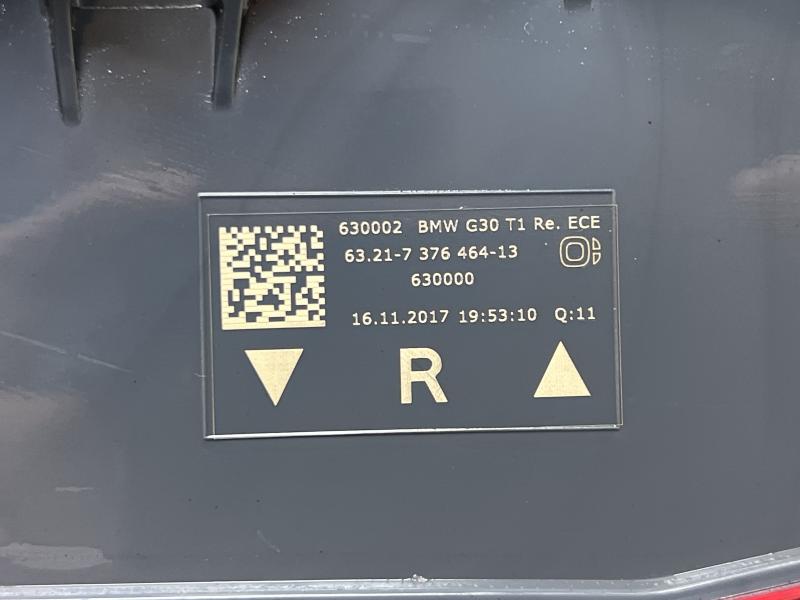 630002 BMW G30 T1 Re. ECE
63.21-7 376 464-13
630000
16.11.2017 19:53:10 Q:11
R